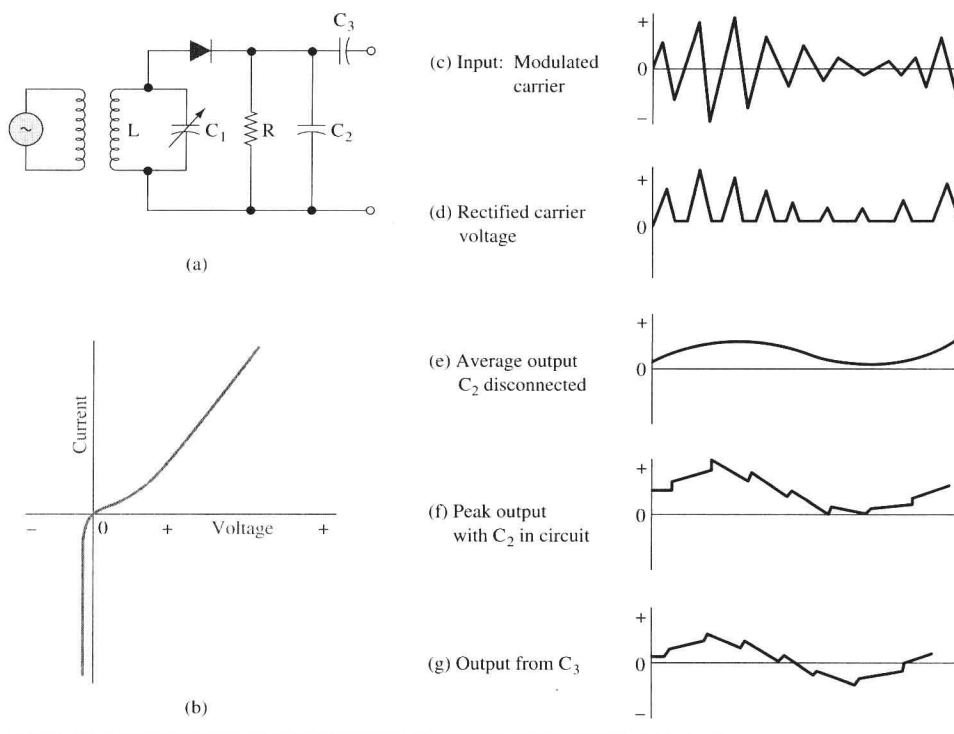 C3
L
C1
R
C2
(a)
Current
− 0 + Voltage +
(b)
(c) Input: Modulated
carrier
+
0
−
(d) Rectified carrier
voltage
+
0
(e) Average output
C2 disconnected
+
0
(f) Peak output
with C2 in circuit
+
0
(g) Output from C3
+
0
−